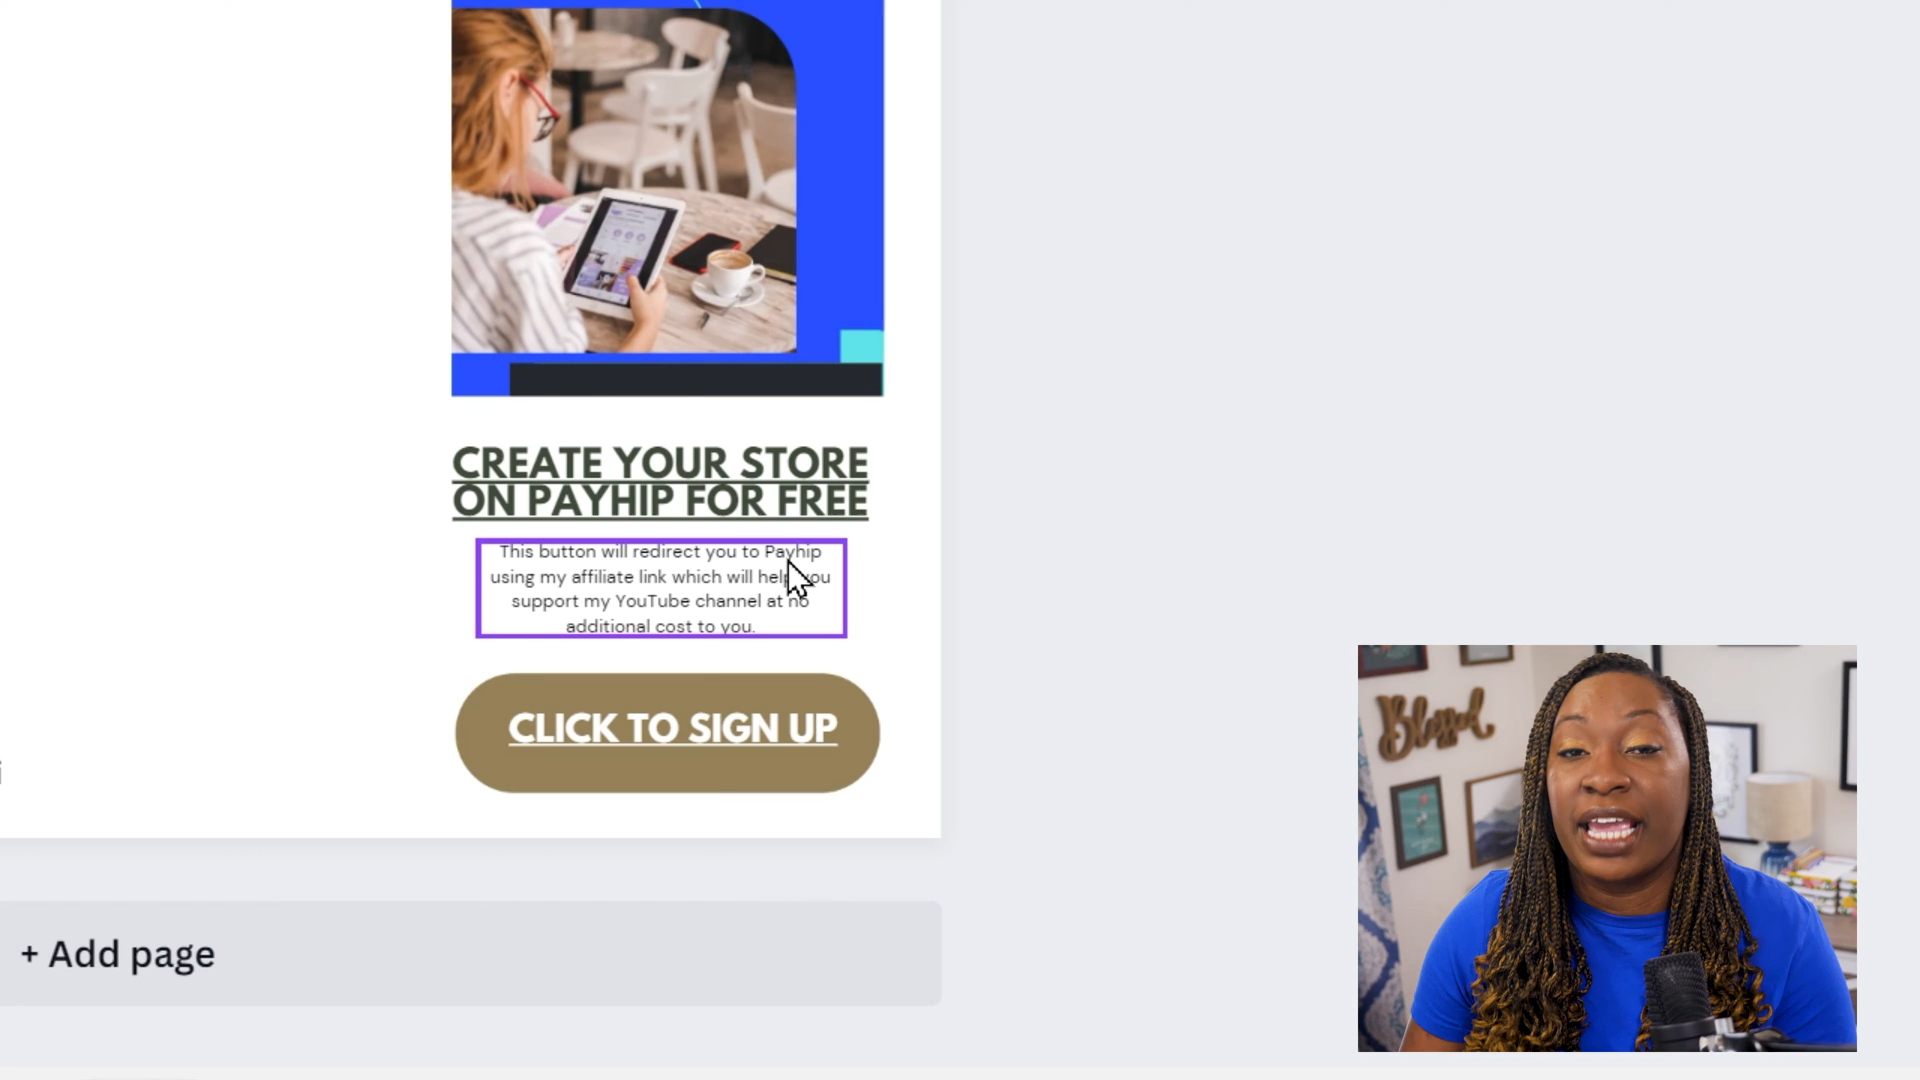 CREATE YOUR STORE
ON PAYHIP FOR FREE
This button will redirect you to Payhip
using my affiliate link which will help you
support my YouTube channel at no
additional cost to you.
CLICK TO SIGN UP
+ Add page
Blessed